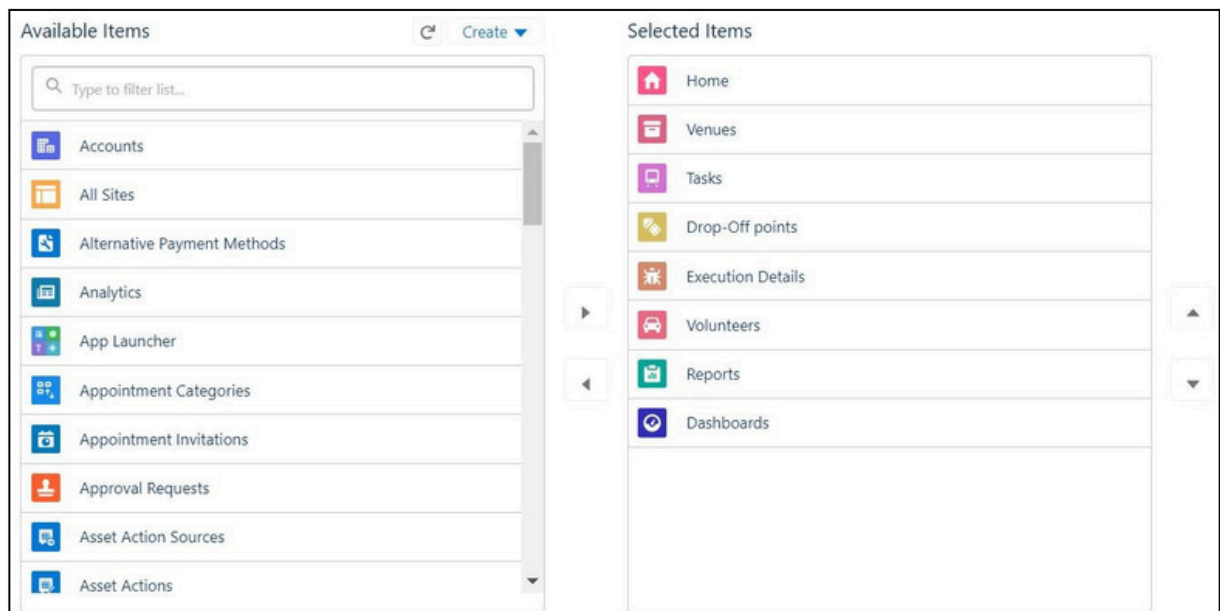 Available Items
Create
Type to filter list...
Accounts
All Sites
Alternative Payment Methods
Analytics
App Launcher
Appointment Categories
Appointment Invitations
Approval Requests
Asset Action Sources
Asset Actions
Selected Items
Home
Venues
Tasks
Drop-Off points
Execution Details
Volunteers
Reports
Dashboards